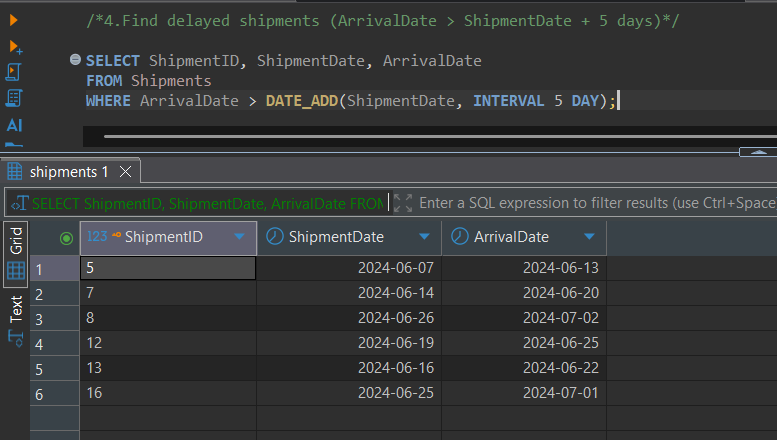 /*4.Find delayed shipments (ArrivalDate > ShipmentDate + 5 days)*/
SELECT ShipmentID, ShipmentDate, ArrivalDate
FROM Shipments
WHERE ArrivalDate > DATE_ADD(ShipmentDate, INTERVAL 5 DAY);
AI
shipments 1
SELECT ShipmentID, ShipmentDate, ArrivalDate FROM
Enter a SQL expression to filter results (use Ctrl+Space
Grid
Text
123 ShipmentID ShipmentDate ArrivalDate
1 5 2024-06-07 2024-06-13
2 7 2024-06-14 2024-06-20
3 8 2024-06-26 2024-07-02
4 12 2024-06-19 2024-06-25
5 13 2024-06-16 2024-06-22
6 16 2024-06-25 2024-07-01